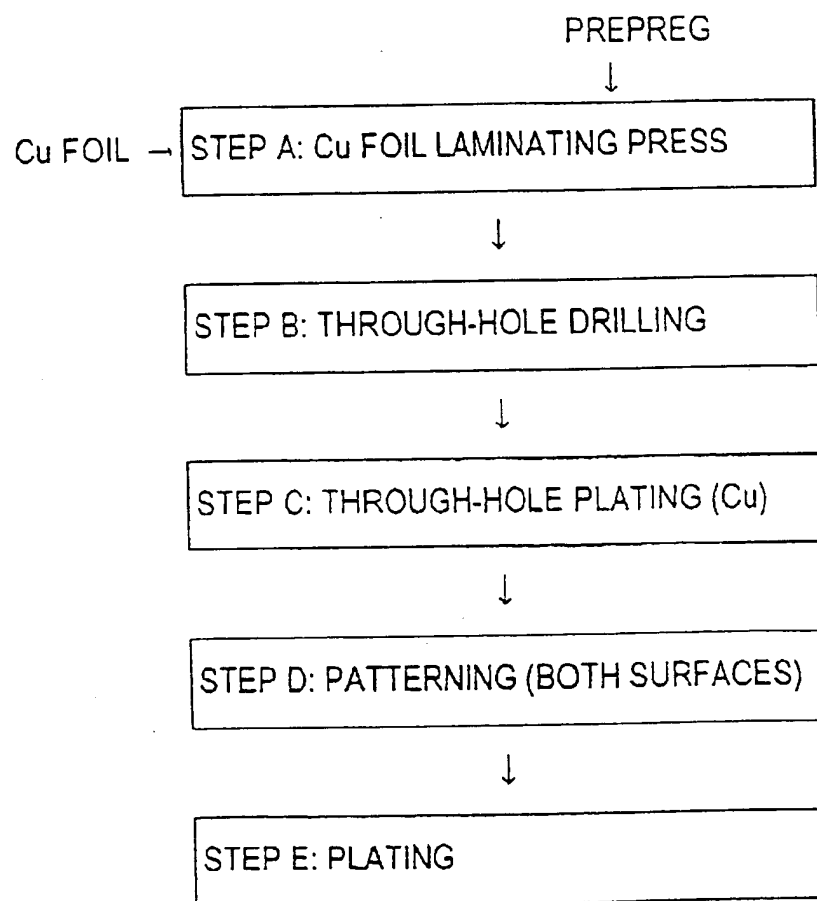 PREPREG
↓
Cu FOIL → STEP A: Cu FOIL LAMINATING PRESS
↓
STEP B: THROUGH-HOLE DRILLING
↓
STEP C: THROUGH-HOLE PLATING (Cu)
↓
STEP D: PATTERNING (BOTH SURFACES)
↓
STEP E: PLATING